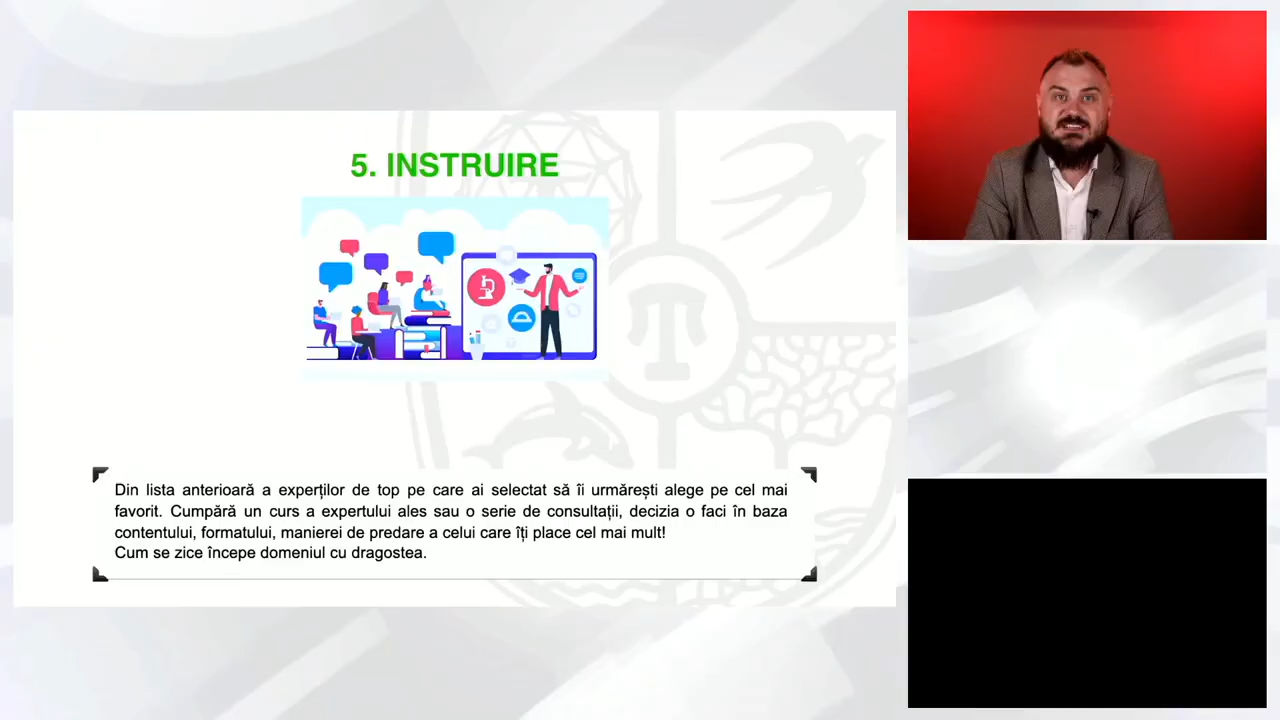 5. INSTRUIRE
Din lista anterioară a experților de top pe care ai selectat să îi urmărești alege pe cel mai
favorit. Cumpără un curs a expertului ales sau o serie de consultații, decizia o faci în baza
contentului, formatului, manierei de predare a celui care îți place cel mai mult!
Cum se zice începe domeniul cu dragostea.